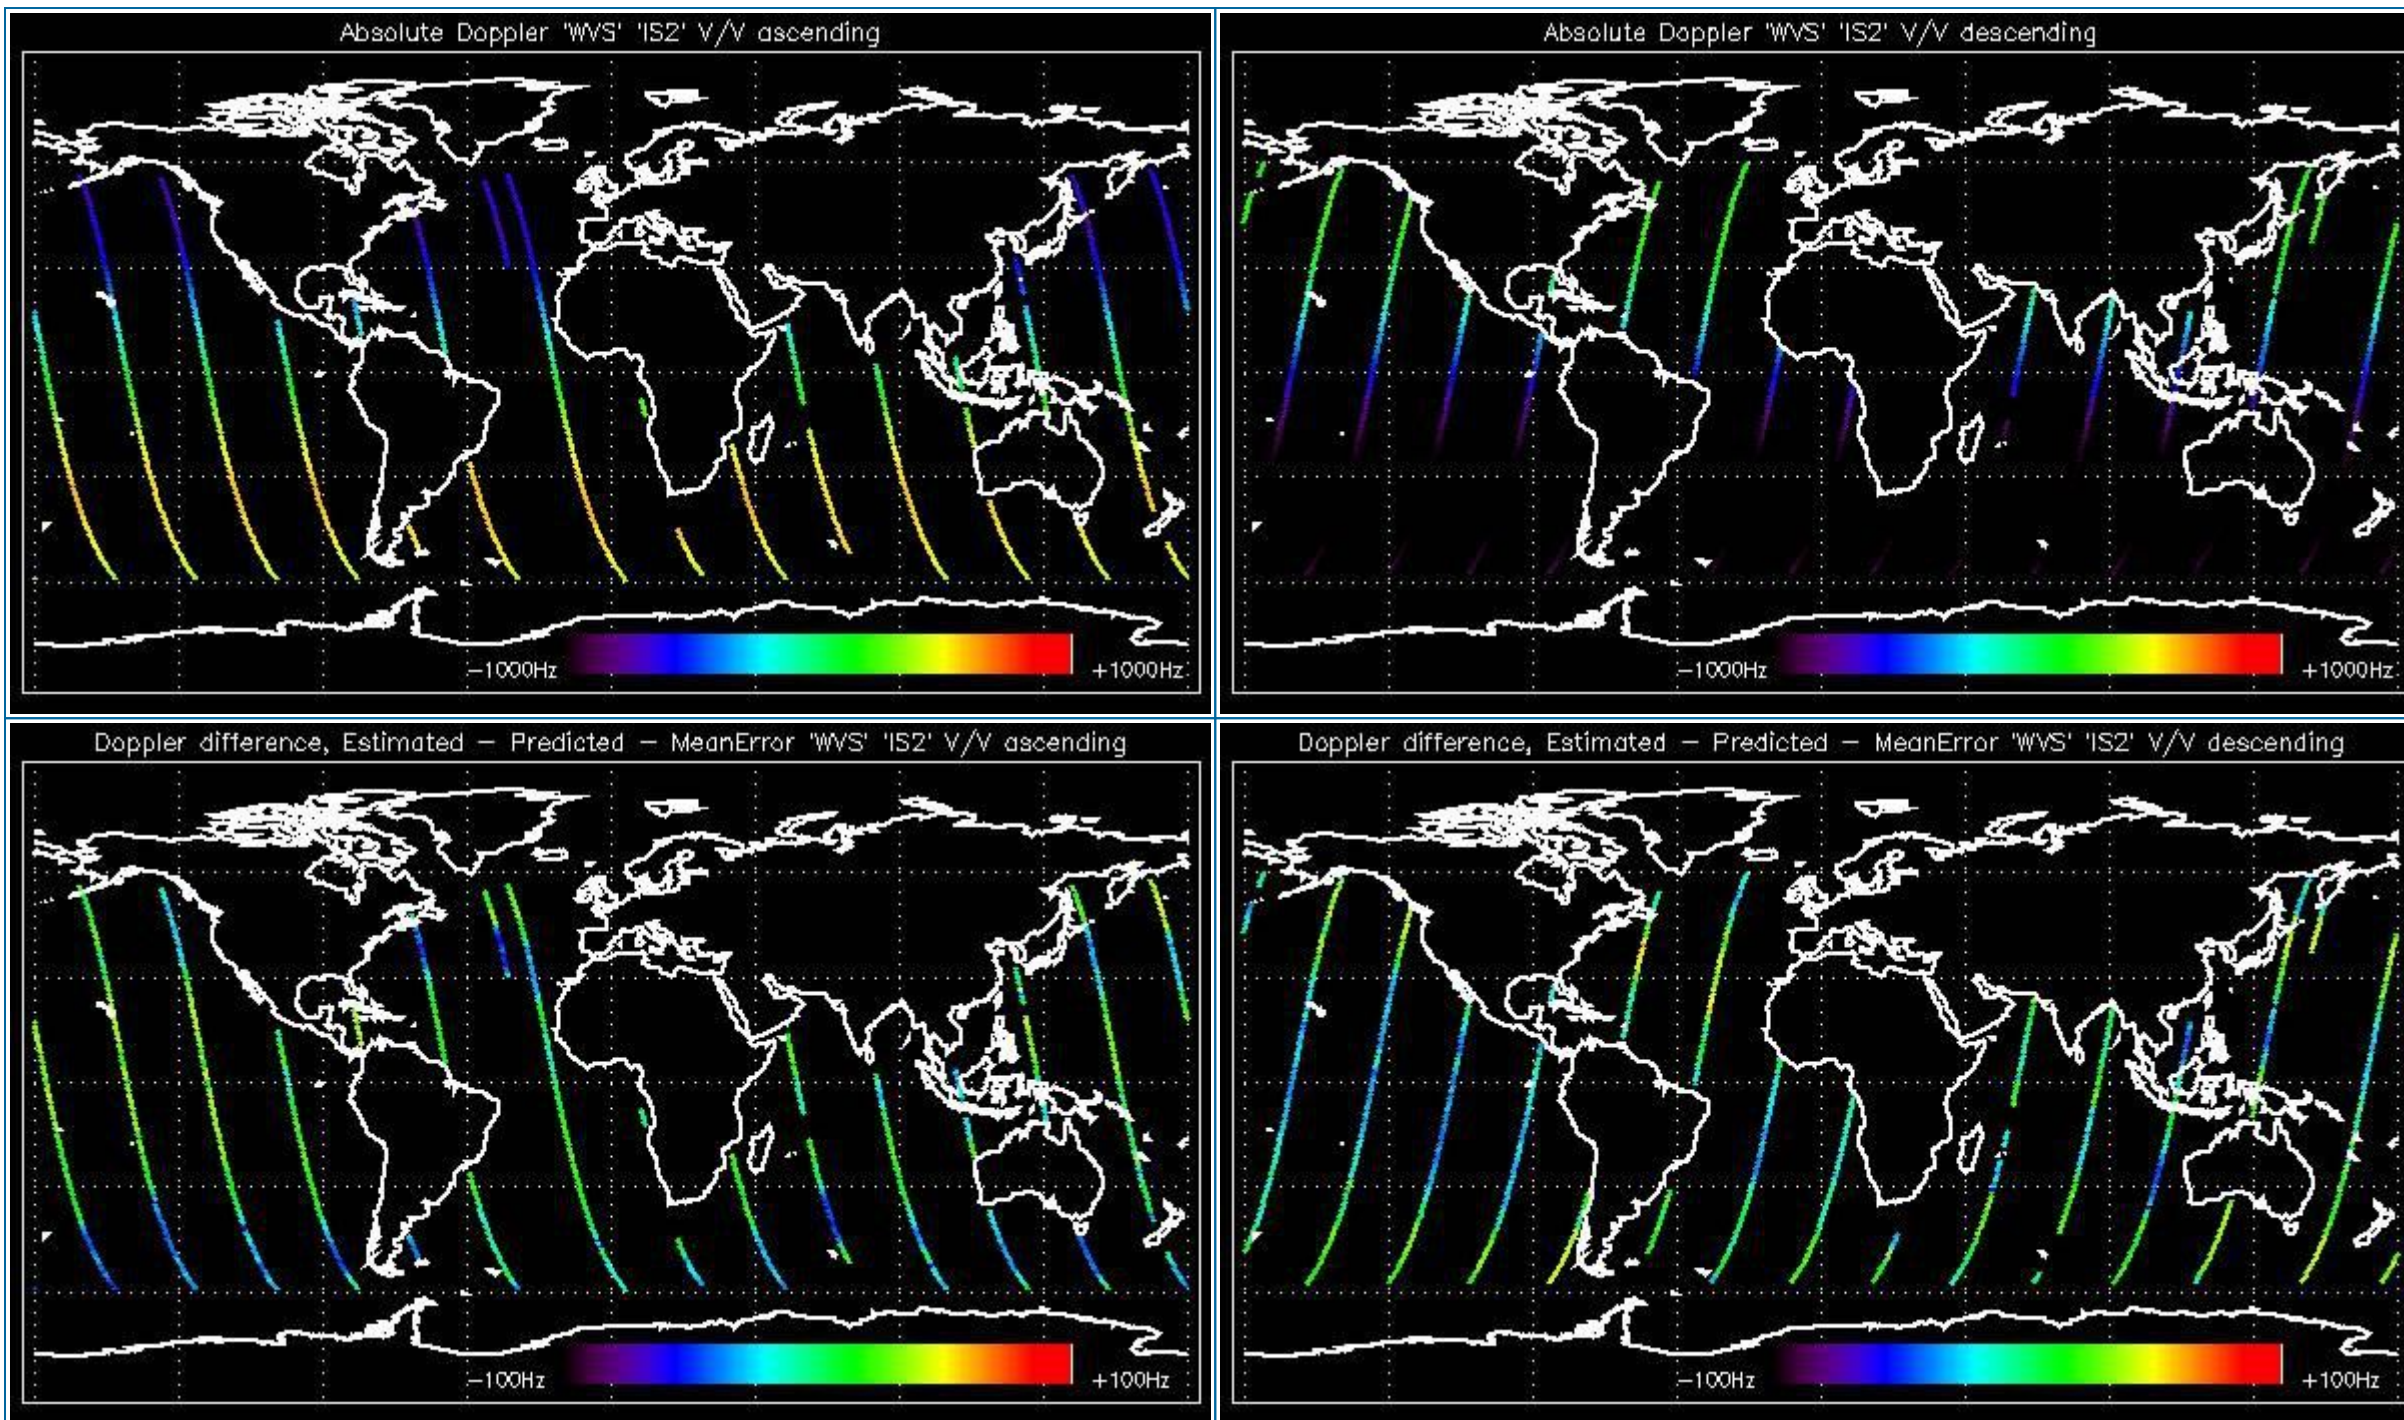 Absolute Doppler 'WVS' 'IS2' V/V ascending
-1000Hz
+1000Hz
Absolute Doppler 'WVS' 'IS2' V/V descending
-1000Hz
+1000Hz
Doppler difference, Estimated - Predicted - MeanError 'WVS' 'IS2' V/V ascending
-100Hz
+100Hz
Doppler difference, Estimated - Predicted - MeanError 'WVS' 'IS2' V/V descending
-100Hz
+100Hz